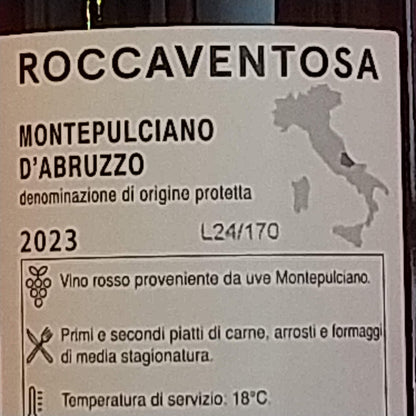 ROCCAVENTOSA
MONTEPULCIANO
D'ABRUZZO
denominazione di origine protetta
2023
L24/170
Vino rosso proveniente da uve Montepulciano.
Primi e secondi piatti di carne, arrosti e formaggi
di media stagionatura.
Temperatura di servizio: 18°C